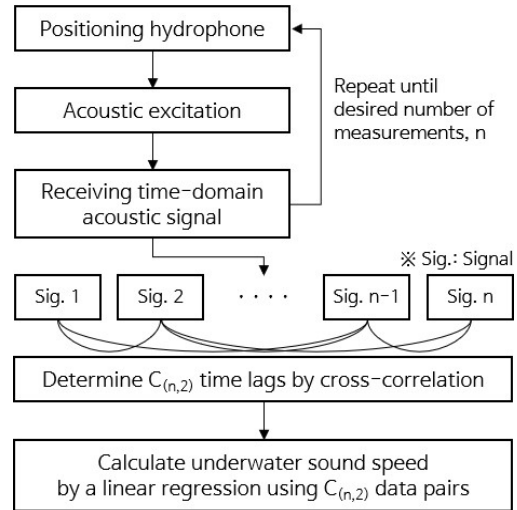 Positioning hydrophone
Acoustic excitation
Receiving time-domain
acoustic signal
Repeat until
desired number of
measurements, n
※ Sig.: Signal
Sig. 1
Sig. 2
. . . .
Sig. n-1
Sig. n
Determine C(n,2) time lags by cross-correlation
Calculate underwater sound speed
by a linear regression using C(n,2) data pairs